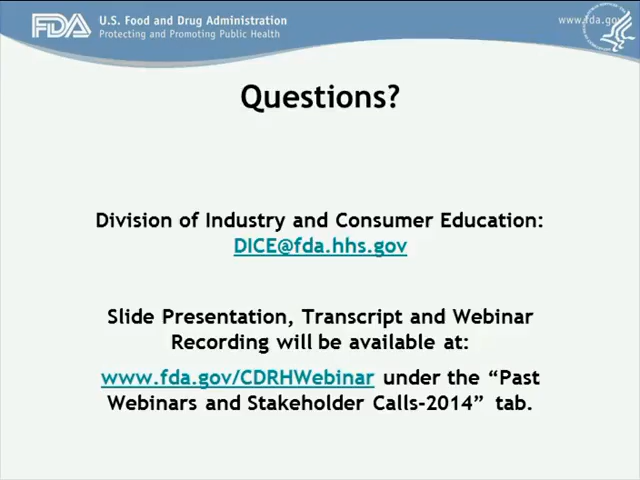 FDA U.S. Food and Drug Administration
Protecting and Promoting Public Health
www.fda.gov
Questions?
Division of Industry and Consumer Education:
DICE@fda.hhs.gov
Slide Presentation, Transcript and Webinar
Recording will be available at:
www.fda.gov/CDRHWebinar under the “Past
Webinars and Stakeholder Calls-2014” tab.